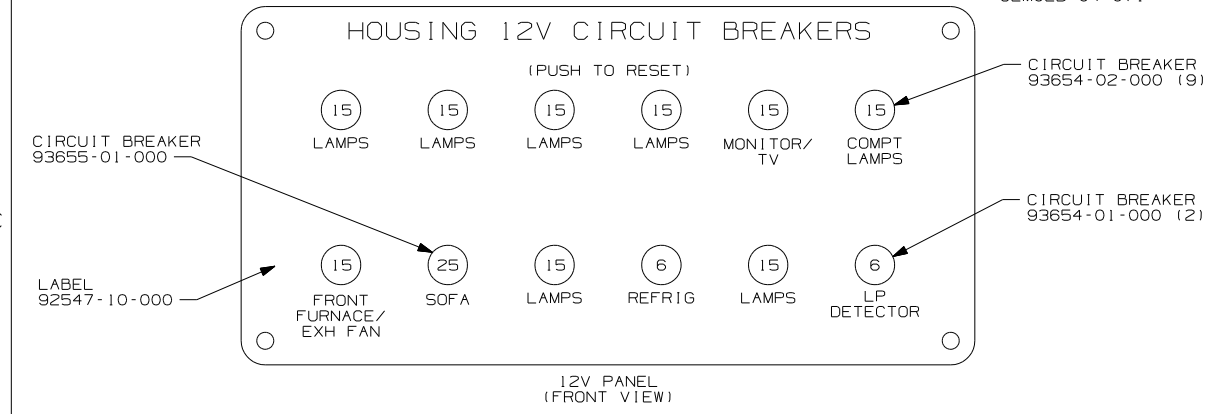 HOUSING 12V CIRCUIT BREAKERS
(PUSH TO RESET)
CIRCUIT BREAKER
93654-02-000 (9)
15 15 15 15 15 15
LAMPS LAMPS LAMPS LAMPS MONITOR/ TV COMPT LAMPS
CIRCUIT BREAKER
93655-01-000
CIRCUIT BREAKER
93654-01-000 (2)
15 25 15 6 15 6
FRONT FURNACE/ EXH FAN SOFA LAMPS REFRIG LAMPS LP DETECTOR
LABEL
92547-10-000
12V PANEL
(FRONT VIEW)